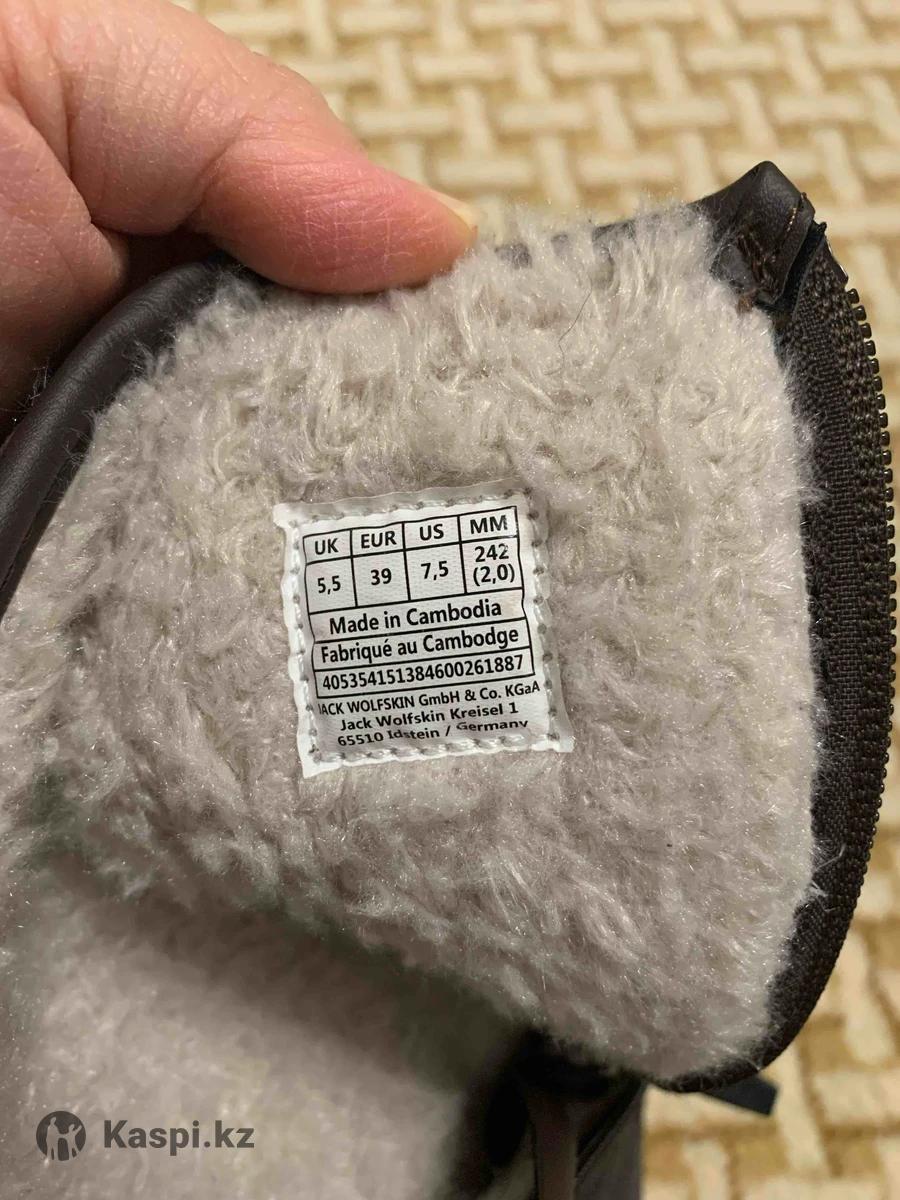 UK EUR US MM
5,5 39 7,5 242 (2,0)
Made in Cambodia
Fabriqué au Cambodge
405354151384600261887
JACK WOLFSKIN GmbH & Co. KGaA
Jack Wolfskin Kreisel 1
65510 Idstein / Germany
Kaspi.kz